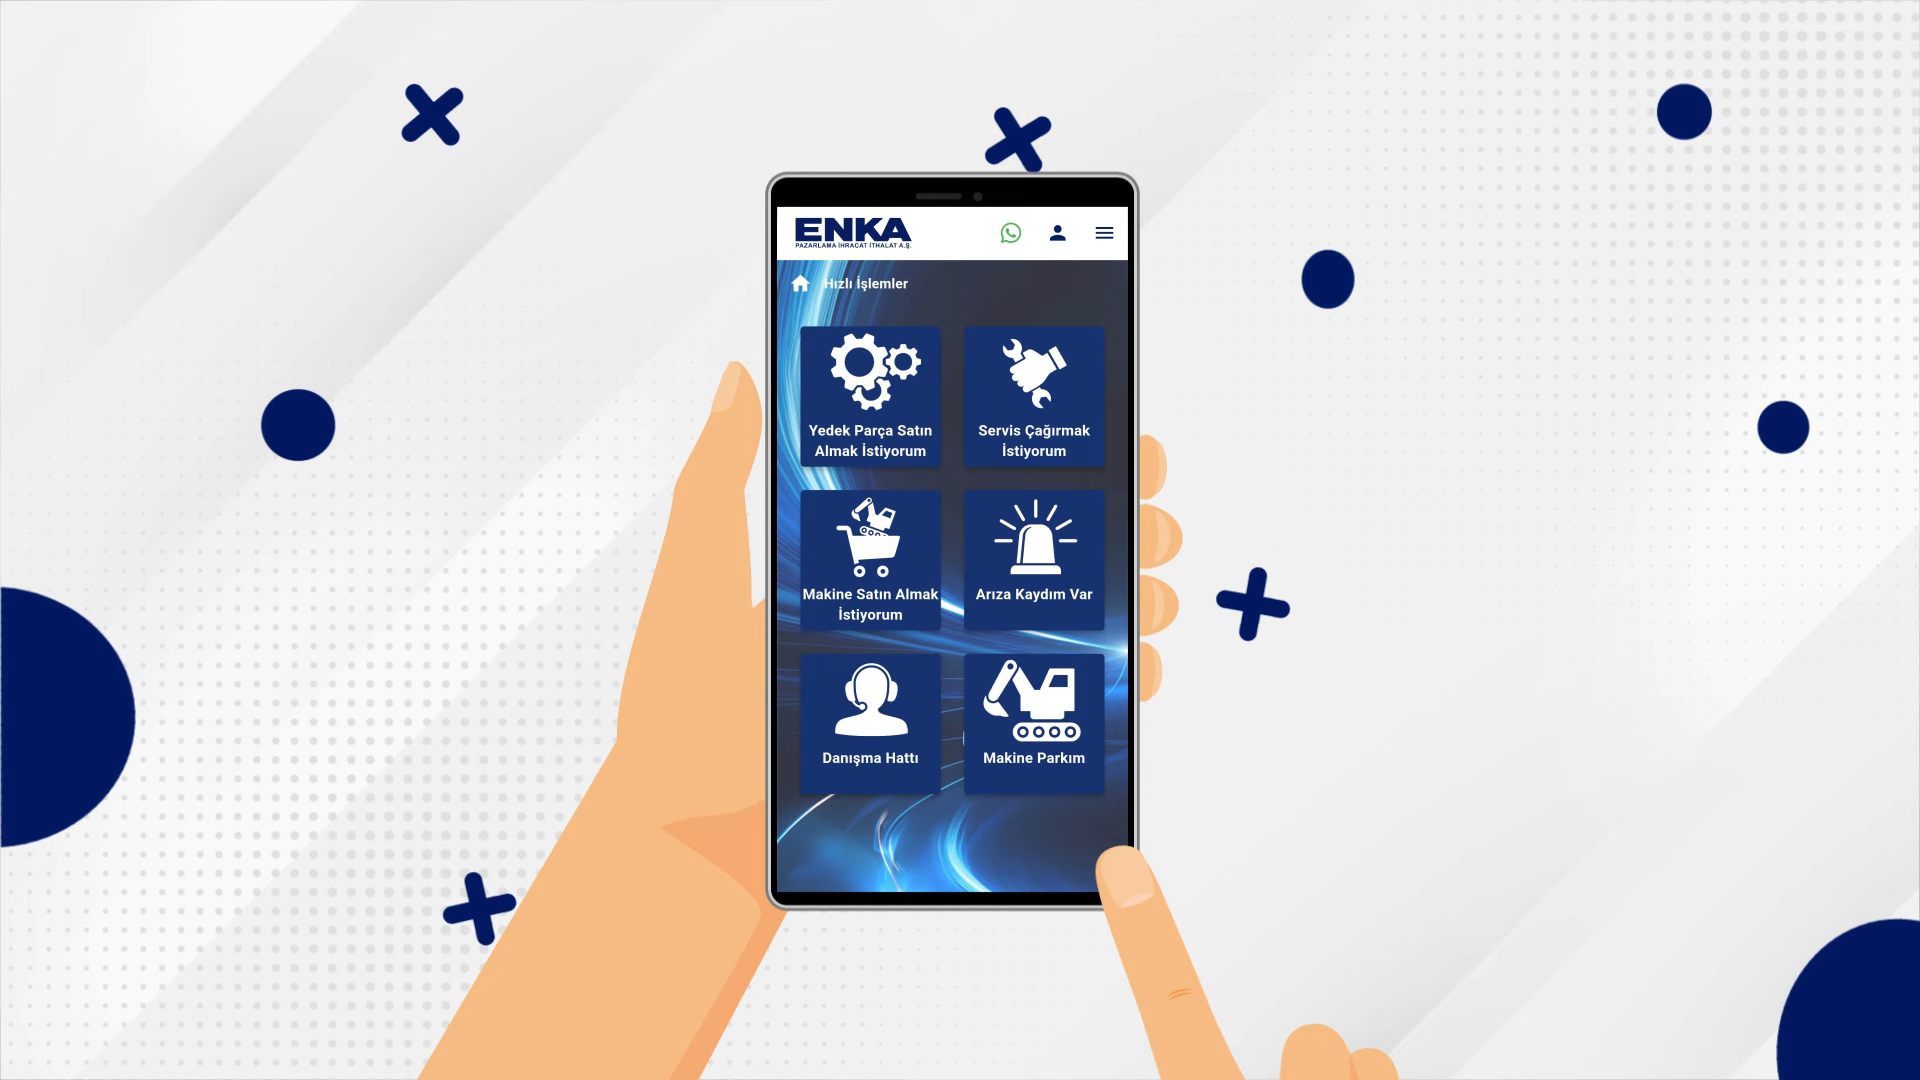 ENKA
PAZARLAMA İHRACAT İTHALAT A.Ş.
Hızlı İşlemler
Yedek Parça Satın
Almak İstiyorum
Servis Çağırmak
İstiyorum
Makine Satın Almak
İstiyorum
Arıza Kaydım Var
Danışma Hattı
Makine Parkım